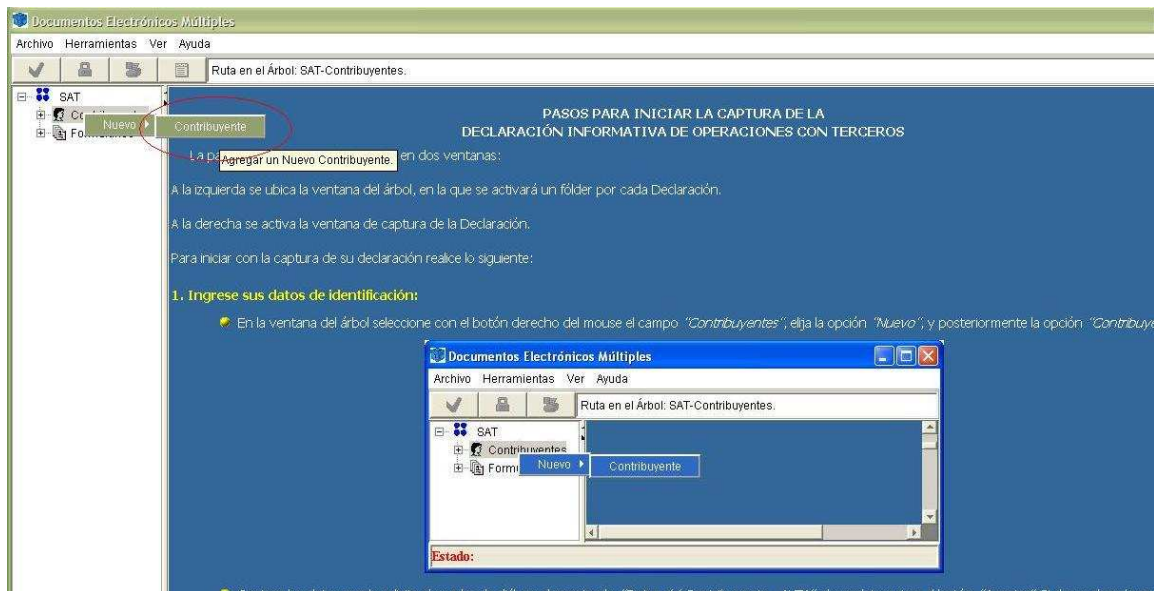 Documentos Electrónicos Múltiples
Archivo Herramientas Ver Ayuda
Ruta en el Árbol: SAT-Contribuyentes.
SAT
Nuevo
Contribuyente
Agregar un Nuevo Contribuyente.
PASOS PARA INICIAR LA CAPTURA DE LA
DECLARACIÓN INFORMATIVA DE OPERACIONES CON TERCEROS
La pa en dos ventanas:
A la izquierda se ubica la ventana del árbol, en la que se activará un fólder por cada Declaración.
A la derecha se activa la ventana de captura de la Declaración.
Para iniciar con la captura de su declaración realice lo siguiente:
1. Ingrese sus datos de identificación:
En la ventana del árbol seleccione con el botón derecho del mouse el campo "Contribuyentes", elija la opción "Nuevo", y posteriormente la opción "Contribuye
Documentos Electrónicos Múltiples
Archivo Herramientas Ver Ayuda
Ruta en el Árbol: SAT-Contribuyentes.
SAT
Contribuyentes
Formu
Nuevo
Contribuyente
Estado: